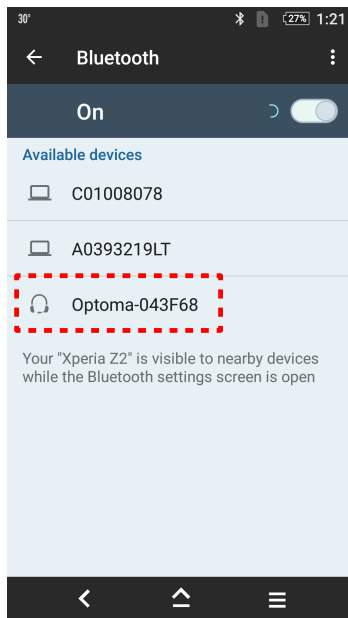 30°
27%
1:21
Bluetooth
On
Available devices
C01008078
A0393219LT
Optoma-043F68
Your "Xperia Z2" is visible to nearby devices
while the Bluetooth settings screen is open